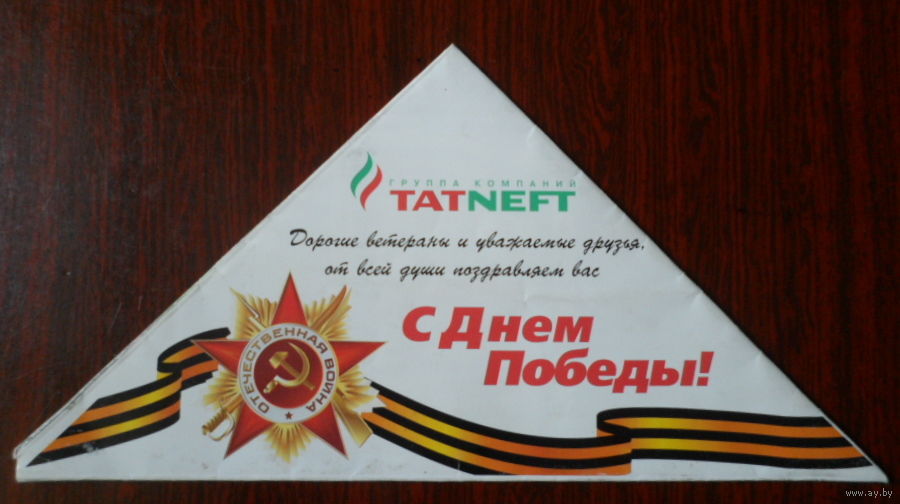 ГРУППА КОМПАНИЙ
TATNEFT
Дорогие ветераны и уважаемые друзья,
от всей души поздравляем вас
С Днем
Победы!
ОТЕЧЕСТВЕННАЯ ВОЙНА
www.ay.by